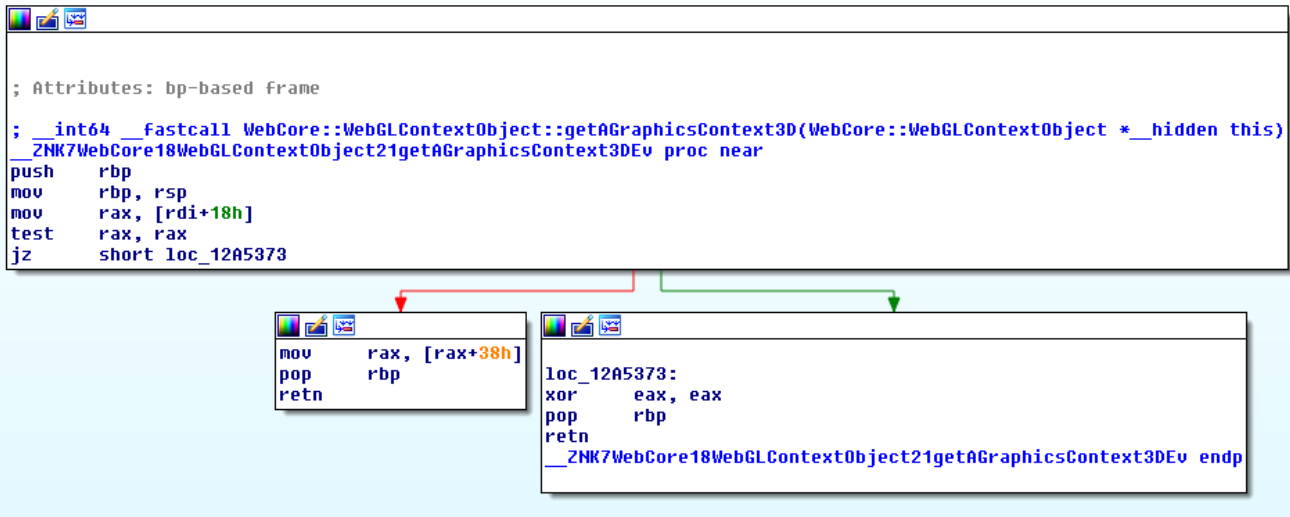 ; Attributes: bp-based frame
; __int64 __fastcall WebCore::WebGLContextObject::getAGraphicsContext3D(WebCore::WebGLContextObject *__hidden this)
__ZNK7WebCore18WebGLContextObject21getAGraphicsContext3DEv proc near
push rbp
mov rbp, rsp
mov rax, [rdi+18h]
test rax, rax
jz short loc_12A5373
mov rax, [rax+38h]
pop rbp
retn
loc_12A5373:
xor eax, eax
pop rbp
retn
__ZNK7WebCore18WebGLContextObject21getAGraphicsContext3DEv endp